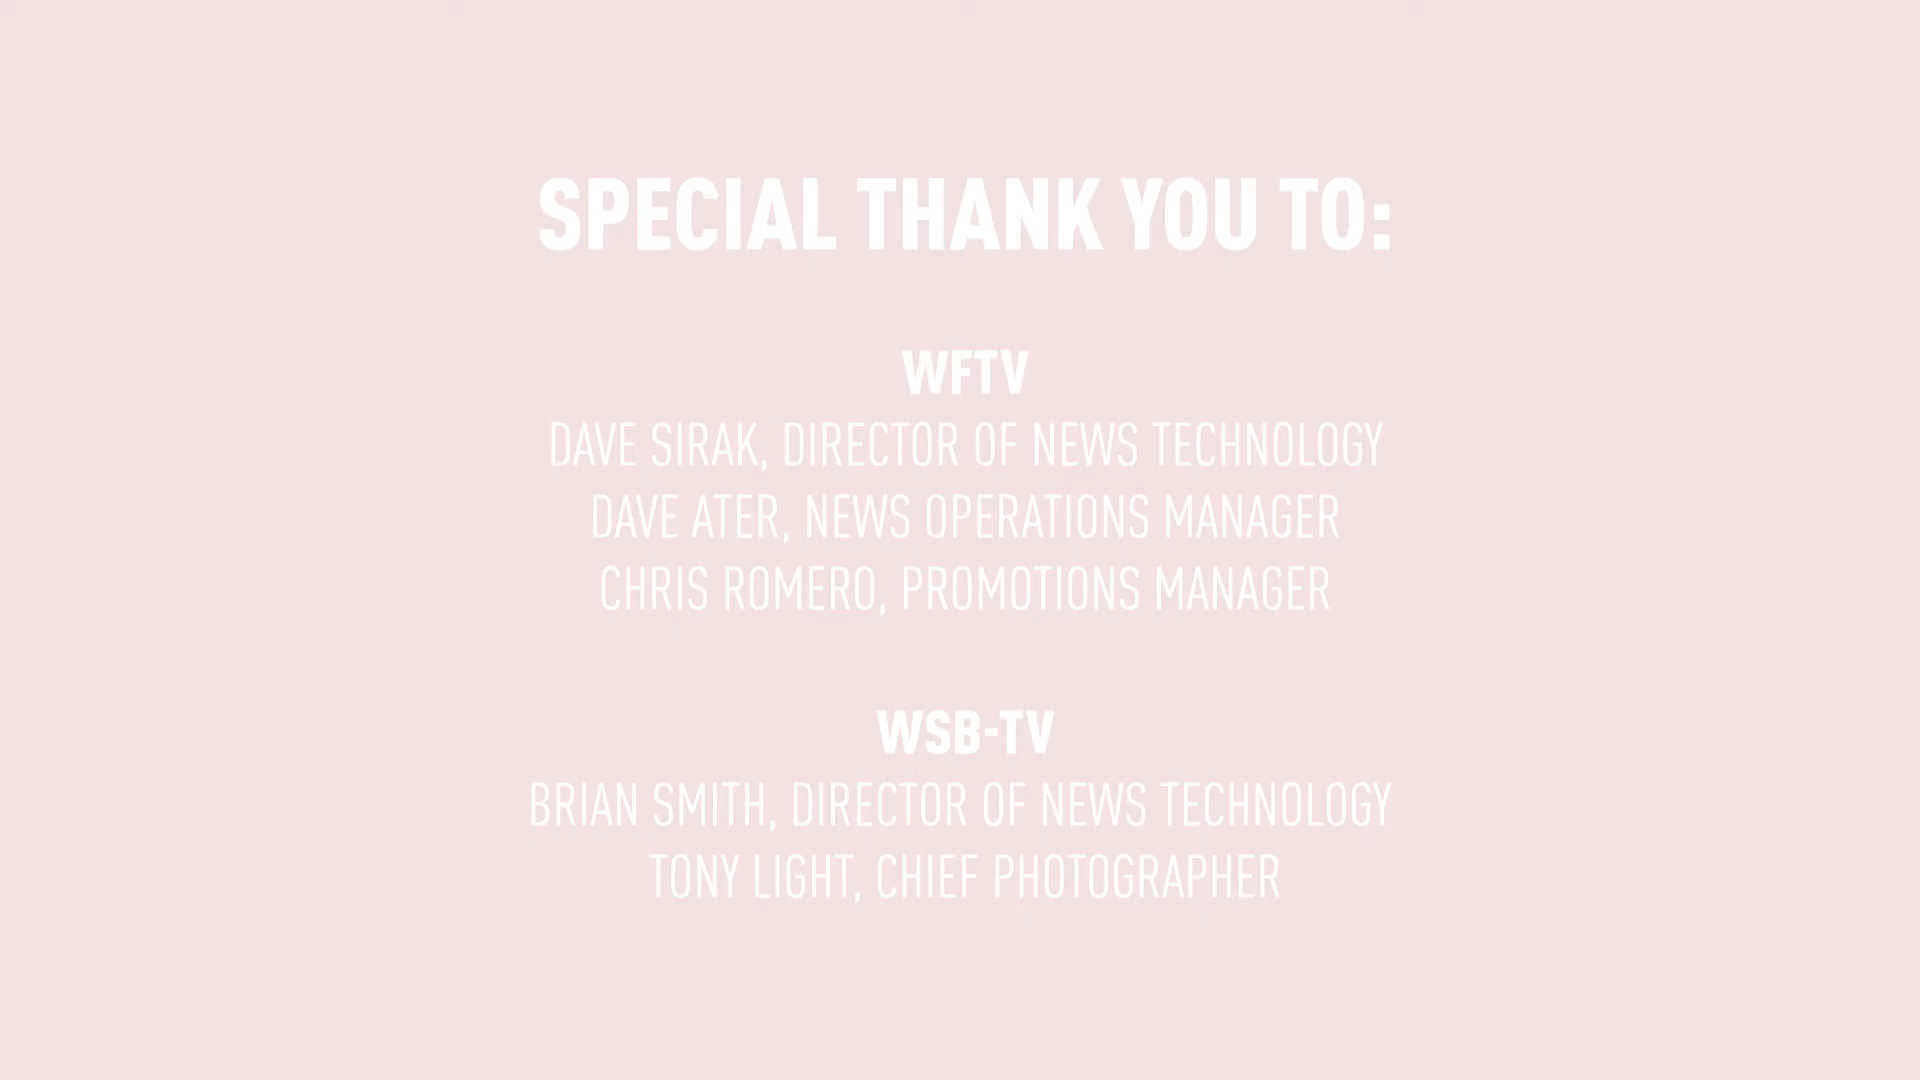 SPECIAL THANK YOU TO:
WFTV
DAVE SIRAK, DIRECTOR OF NEWS TECHNOLOGY
DAVE ATER, NEWS OPERATIONS MANAGER
CHRIS ROMERO, PROMOTIONS MANAGER
WSB-TV
BRIAN SMITH, DIRECTOR OF NEWS TECHNOLOGY
TONY LIGHT, CHIEF PHOTOGRAPHER